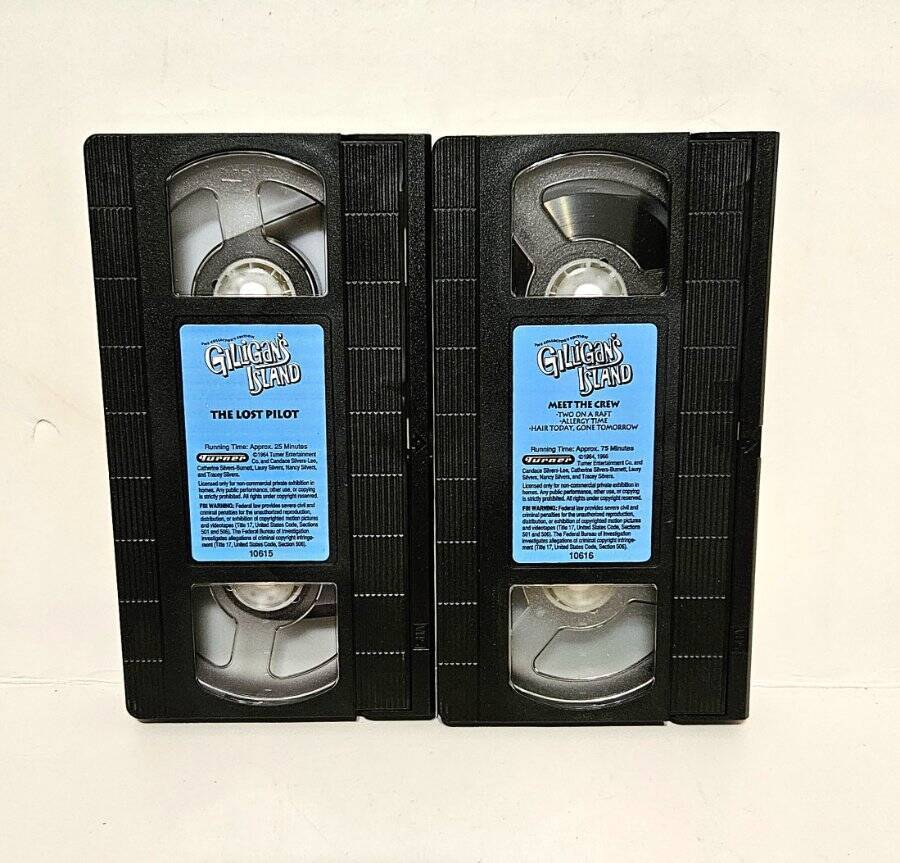 THE COLLECTOR'S EDITION
GILLIGAN'S
ISLAND
THE LOST PILOT
Running Time: Approx. 25 Minutes
Turner ©1964 Turner Entertainment
Co. and Candace Silvers-Lee,
Catherine Silvers-Burnett, Laury Silvers, Nancy Silvers,
and Tracey Silvers.
Licensed only for non-commercial private exhibition in
homes. Any public performance, other use, or copying
is strictly prohibited. All rights under copyright reserved.
FBI WARNING: Federal law provides severe civil and
criminal penalties for the unauthorized reproduction,
distribution, or exhibition of copyrighted motion pictures
and videotapes (Title 17, United States Code, Sections
501 and 506). The Federal Bureau of Investigation
investigates allegations of criminal copyright infringe-
ment (Title 17, United States Code, Section 506).
10615
THE COLLECTOR'S EDITION
GILLIGAN'S
ISLAND
MEET THE CREW
·TWO ON A RAFT
·ALLERGY TIME
·HAIR TODAY, GONE TOMORROW
Running Time: Approx. 75 Minutes
Turner ©1964, 1966
Turner Entertainment Co. and
Candace Silvers-Lee, Catherine Silvers-Burnett, Laury
Silvers, Nancy Silvers, and Tracey Silvers.
Licensed only for non-commercial private exhibition in
homes. Any public performance, other use, or copying
is strictly prohibited. All rights under copyright reserved.
FBI WARNING: Federal law provides severe civil and
criminal penalties for the unauthorized reproduction,
distribution, or exhibition of copyrighted motion pictures
and videotapes (Title 17, United States Code, Sections
501 and 506). The Federal Bureau of Investigation
investigates allegations of criminal copyright infringe-
ment (Title 17, United States Code, Section 506).
10616